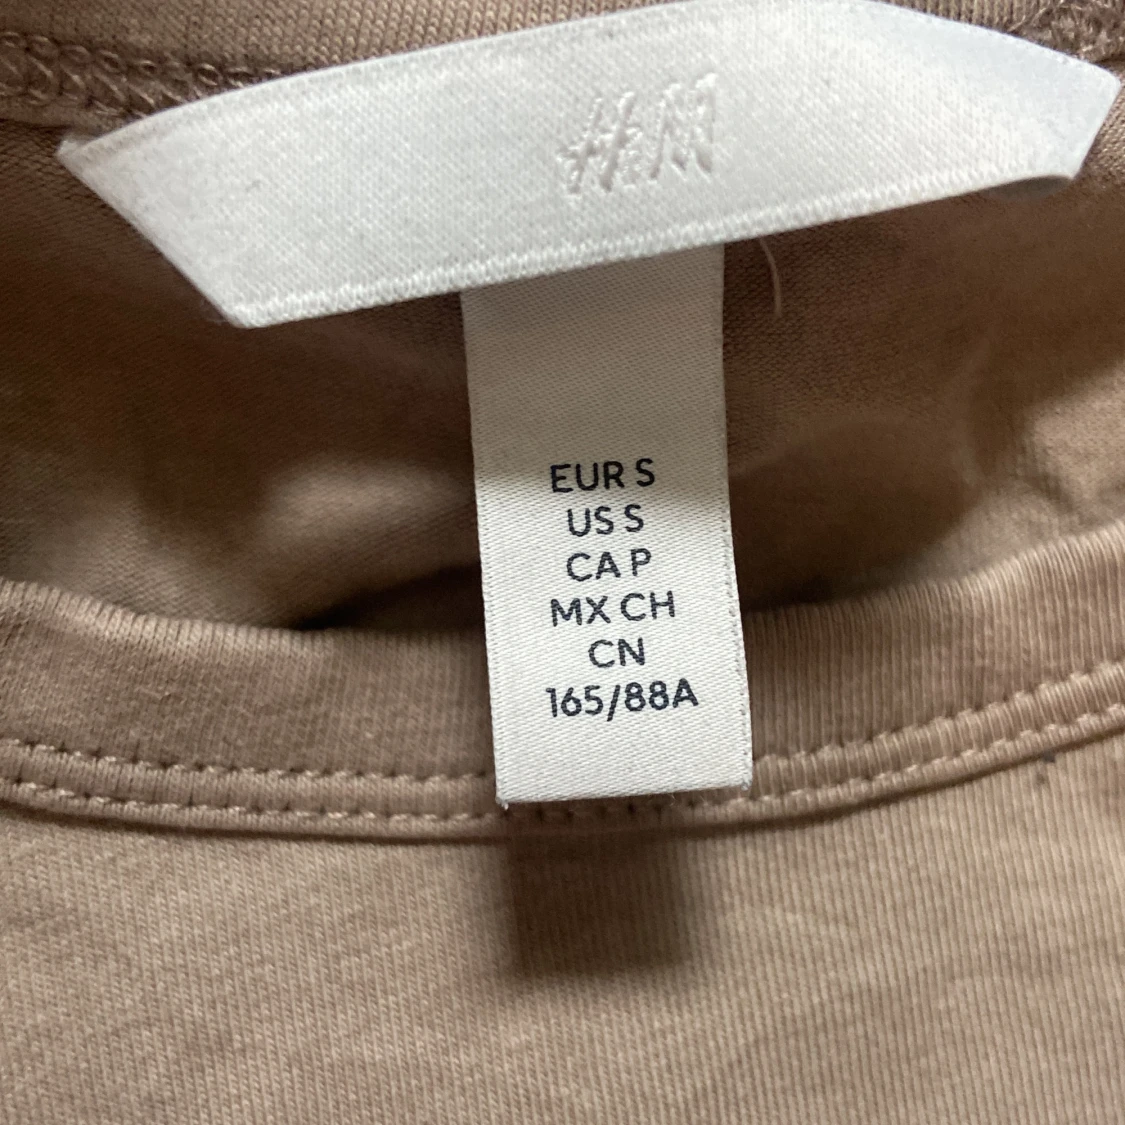 H&M
EUR S
US S
CA P
MX CH
CN
165/88A